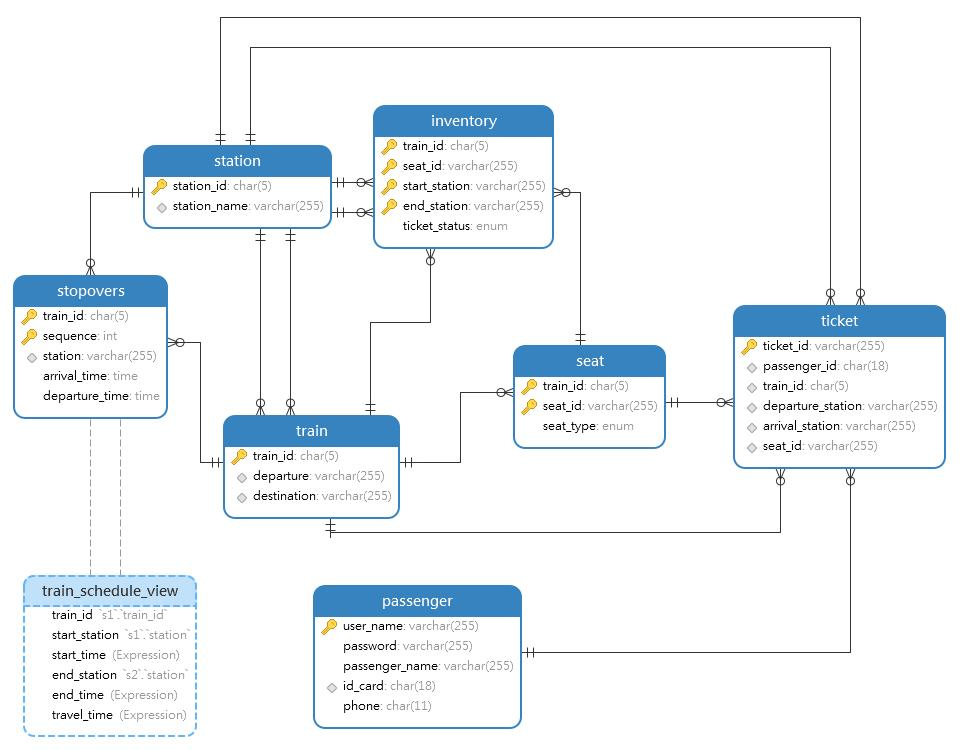 inventory
train_id: char(5)
seat_id: varchar(255)
start_station: varchar(255)
end_station: varchar(255)
ticket_status: enum
station
station_id: char(5)
station_name: varchar(255)
stopovers
train_id: char(5)
sequence: int
station: varchar(255)
arrival_time: time
departure_time: time
ticket
ticket_id: varchar(255)
passenger_id: char(18)
train_id: char(5)
departure_station: varchar(255)
arrival_station: varchar(255)
seat_id: varchar(255)
seat
train_id: char(5)
seat_id: varchar(255)
seat_type: enum
train
train_id: char(5)
departure: varchar(255)
destination: varchar(255)
train_schedule_view
train_id `s1`.`train_id`
start_station `s1`.`station`
start_time (Expression)
end_station `s2`.`station`
end_time (Expression)
travel_time (Expression)
passenger
user_name: varchar(255)
password: varchar(255)
passenger_name: varchar(255)
id_card: char(18)
phone: char(11)